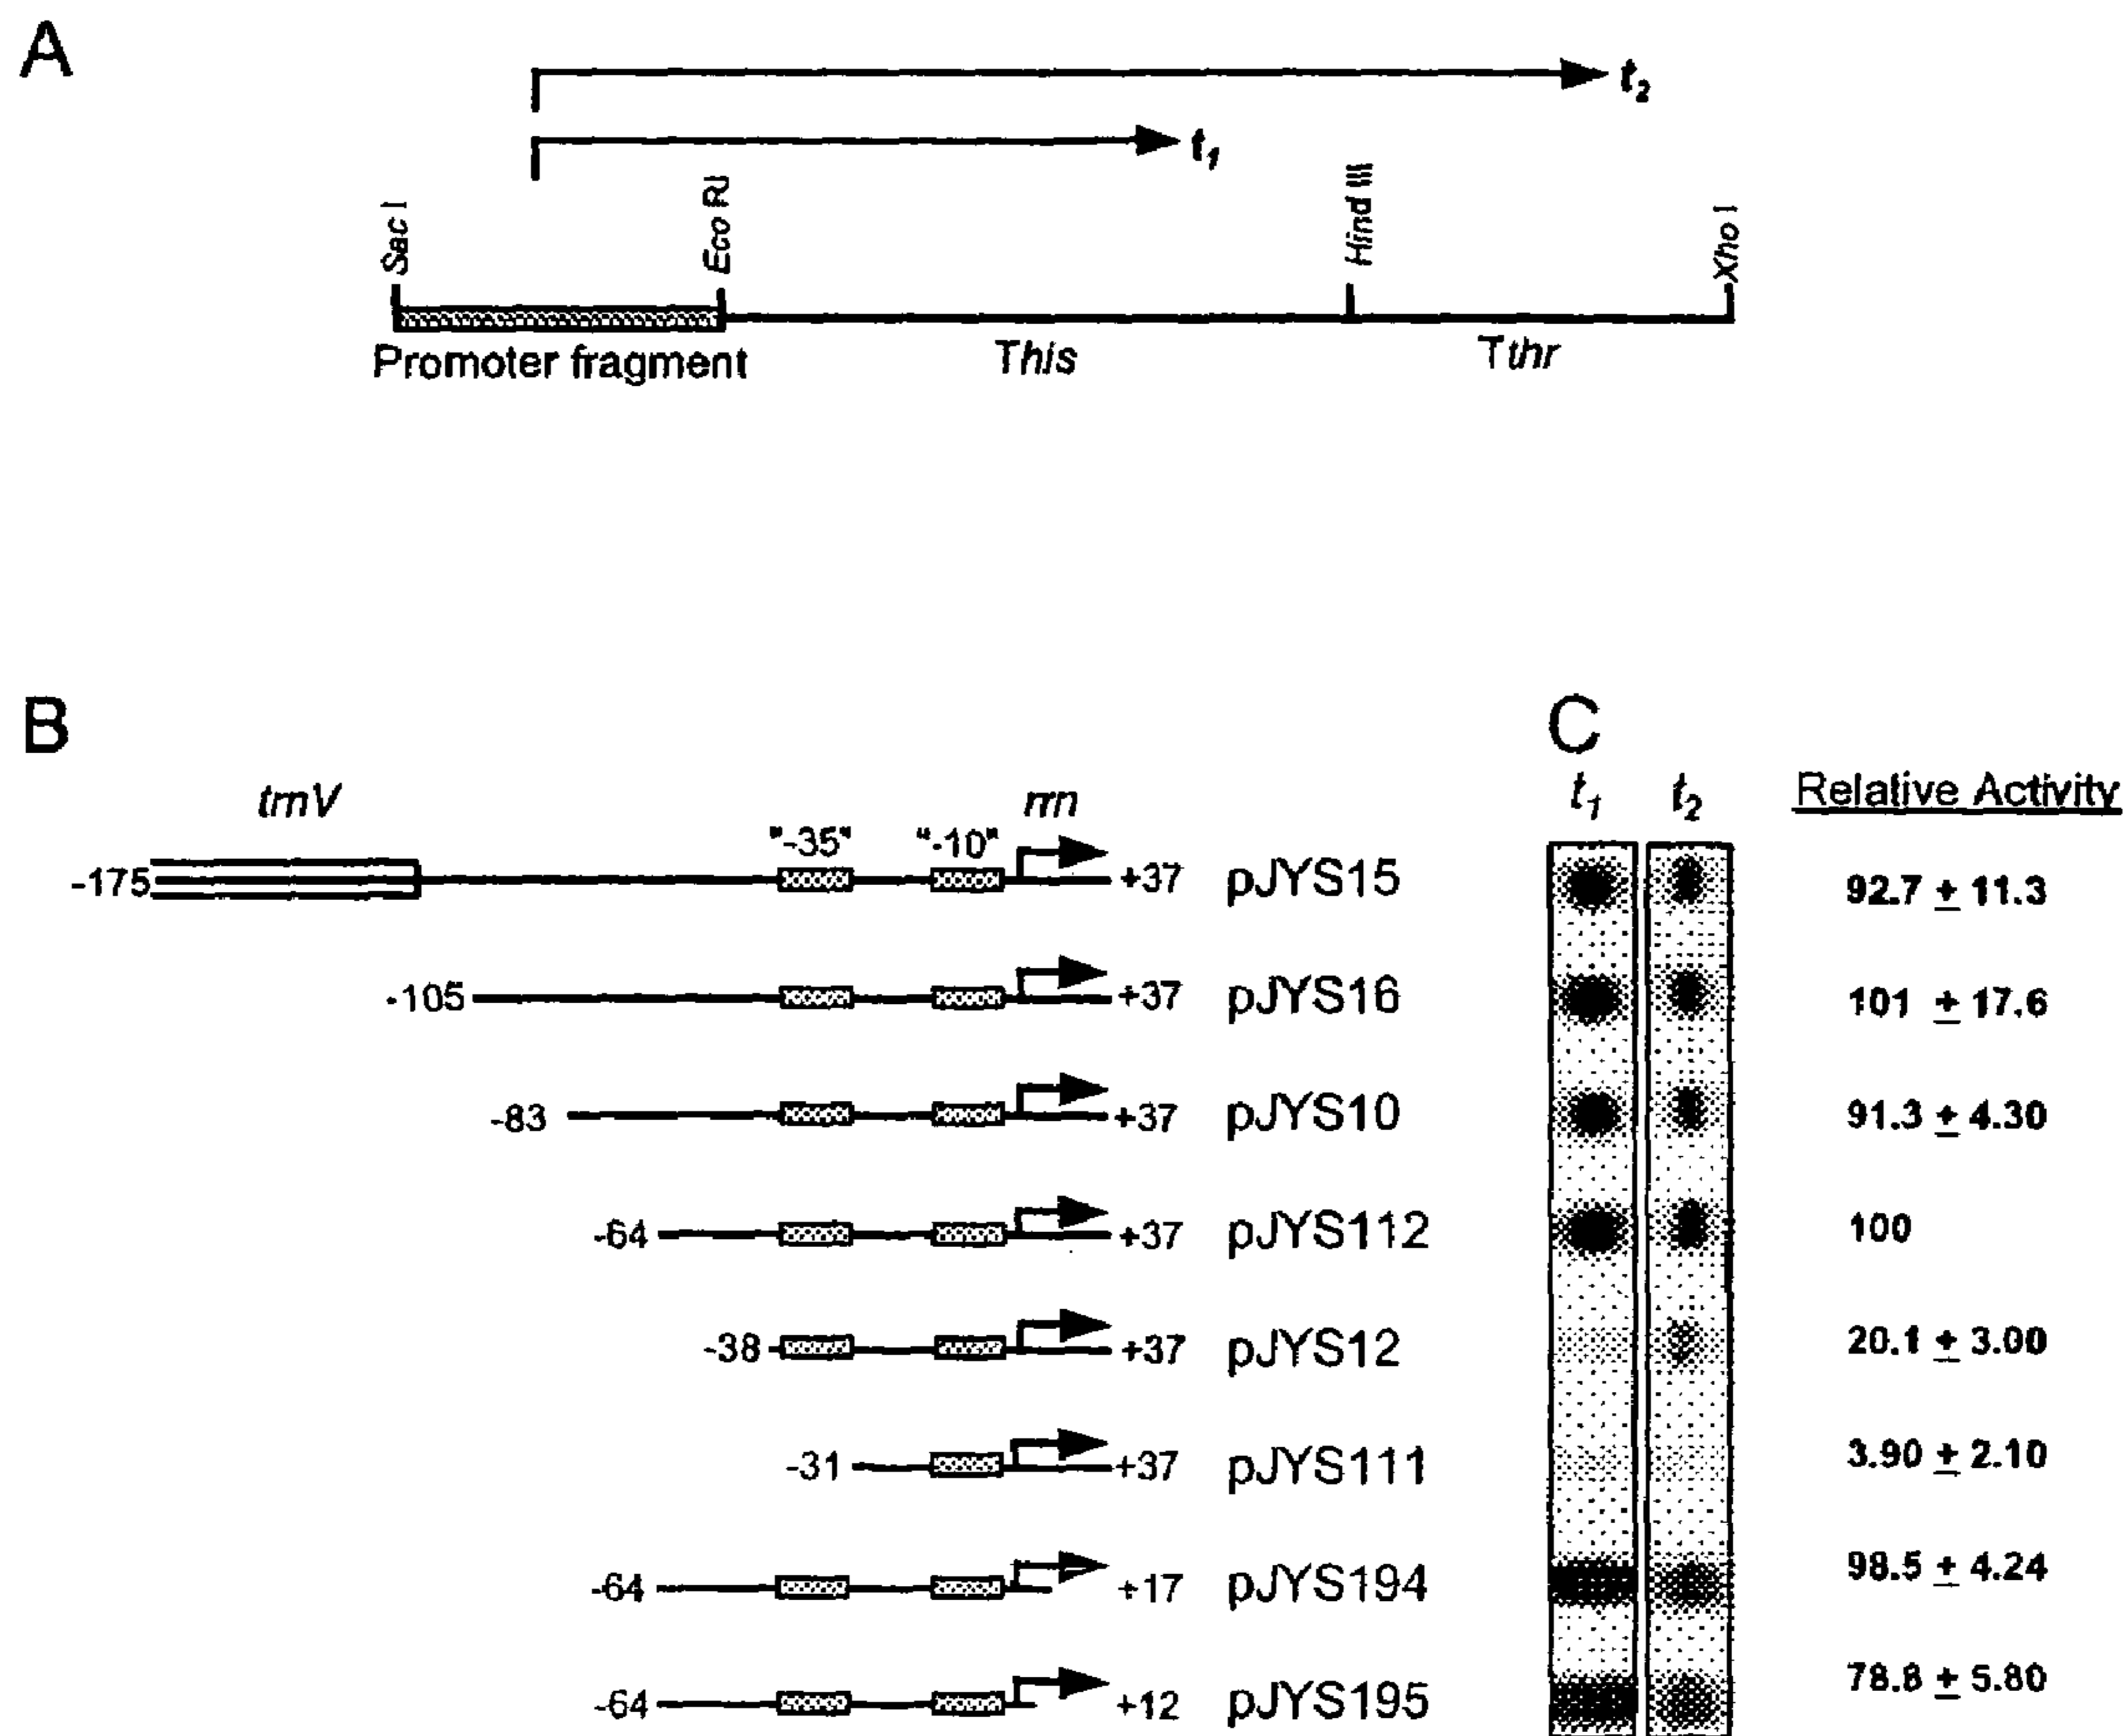 A
t2
t1
Sac I
Eco RI
Hind III
Xho I
Promoter fragment
This
Tthr
B
C
trnV
"-35"
"-10"
rrn
t1 t2 Relative Activity
-175 +37 pJYS15 92.7 ± 11.3
-105 +37 pJYS16 101 ± 17.6
-83 +37 pJYS10 91.3 ± 4.30
-64 +37 pJYS112 100
-38 +37 pJYS12 20.1 ± 3.00
-31 +37 pJYS111 3.90 ± 2.10
-64 +17 pJYS194 98.5 ± 4.24
-64 +12 pJYS195 78.8 ± 5.80